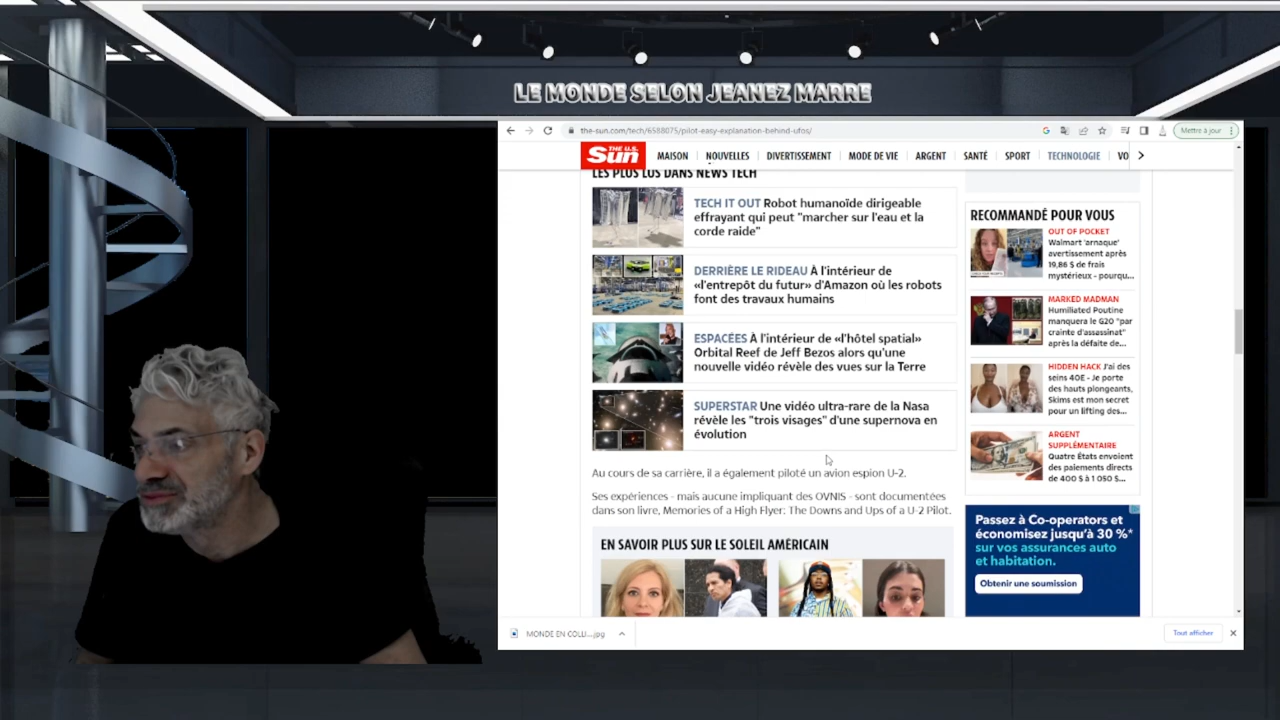 LE MONDE SELON JEANEZ MARRE
the-sun.com/tech/6588075/pilot-easy-explanation-behind-ufos/
Mettre à jour
THE U.S.
Sun
MAISON
NOUVELLES
DIVERTISSEMENT
MODE DE VIE
ARGENT
SANTÉ
SPORT
TECHNOLOGIE
VO
LES PLUS LUS DANS NEWS TECH
TECH IT OUT Robot humanoïde dirigeable
effrayant qui peut "marcher sur l'eau et la
corde raide"
DERRIÈRE LE RIDEAU À l'intérieur de
«l'entrepôt du futur» d'Amazon où les robots
font des travaux humains
ESPACÉES À l'intérieur de «l'hôtel spatial»
Orbital Reef de Jeff Bezos alors qu'une
nouvelle vidéo révèle des vues sur la Terre
SUPERSTAR Une vidéo ultra-rare de la Nasa
révèle les "trois visages" d'une supernova en
évolution
Au cours de sa carrière, il a également piloté un avion espion U-2.
Ses expériences - mais aucune impliquant des OVNIS - sont documentées
dans son livre, Memories of a High Flyer: The Downs and Ups of a U-2 Pilot.
EN SAVOIR PLUS SUR LE SOLEIL AMÉRICAIN
RECOMMANDÉ POUR VOUS
OUT OF POCKET
Walmart 'arnaque'
avertissement après
19,86 $ de frais
mystérieux - pourqu...
MARKED MADMAN
Humiliated Poutine
manquera le G20 "par
crainte d'assassinat"
après la défaite de...
HIDDEN HACK J'ai des
seins 40E - Je porte
des hauts plongeants,
Skims est mon secret
pour un lifting des...
ARGENT
SUPPLÉMENTAIRE
Quatre États envoient
des paiements directs
de 400 $ à 1 050 $...
Passez à Co-operators et
économisez jusqu'à 30 %*
sur vos assurances auto
et habitation.
Obtenir une soumission
MONDE EN COLU....jpg
Tout afficher